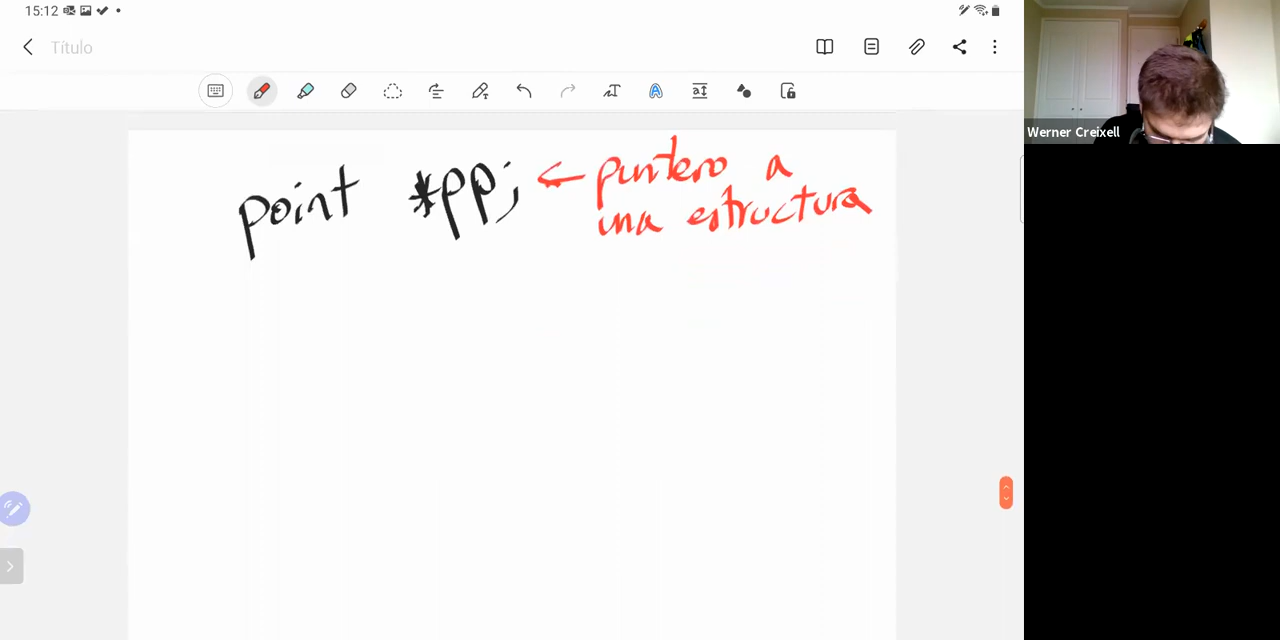 15:12
Título
point *pp; ← puntero a
una estructura
Werner Creixell